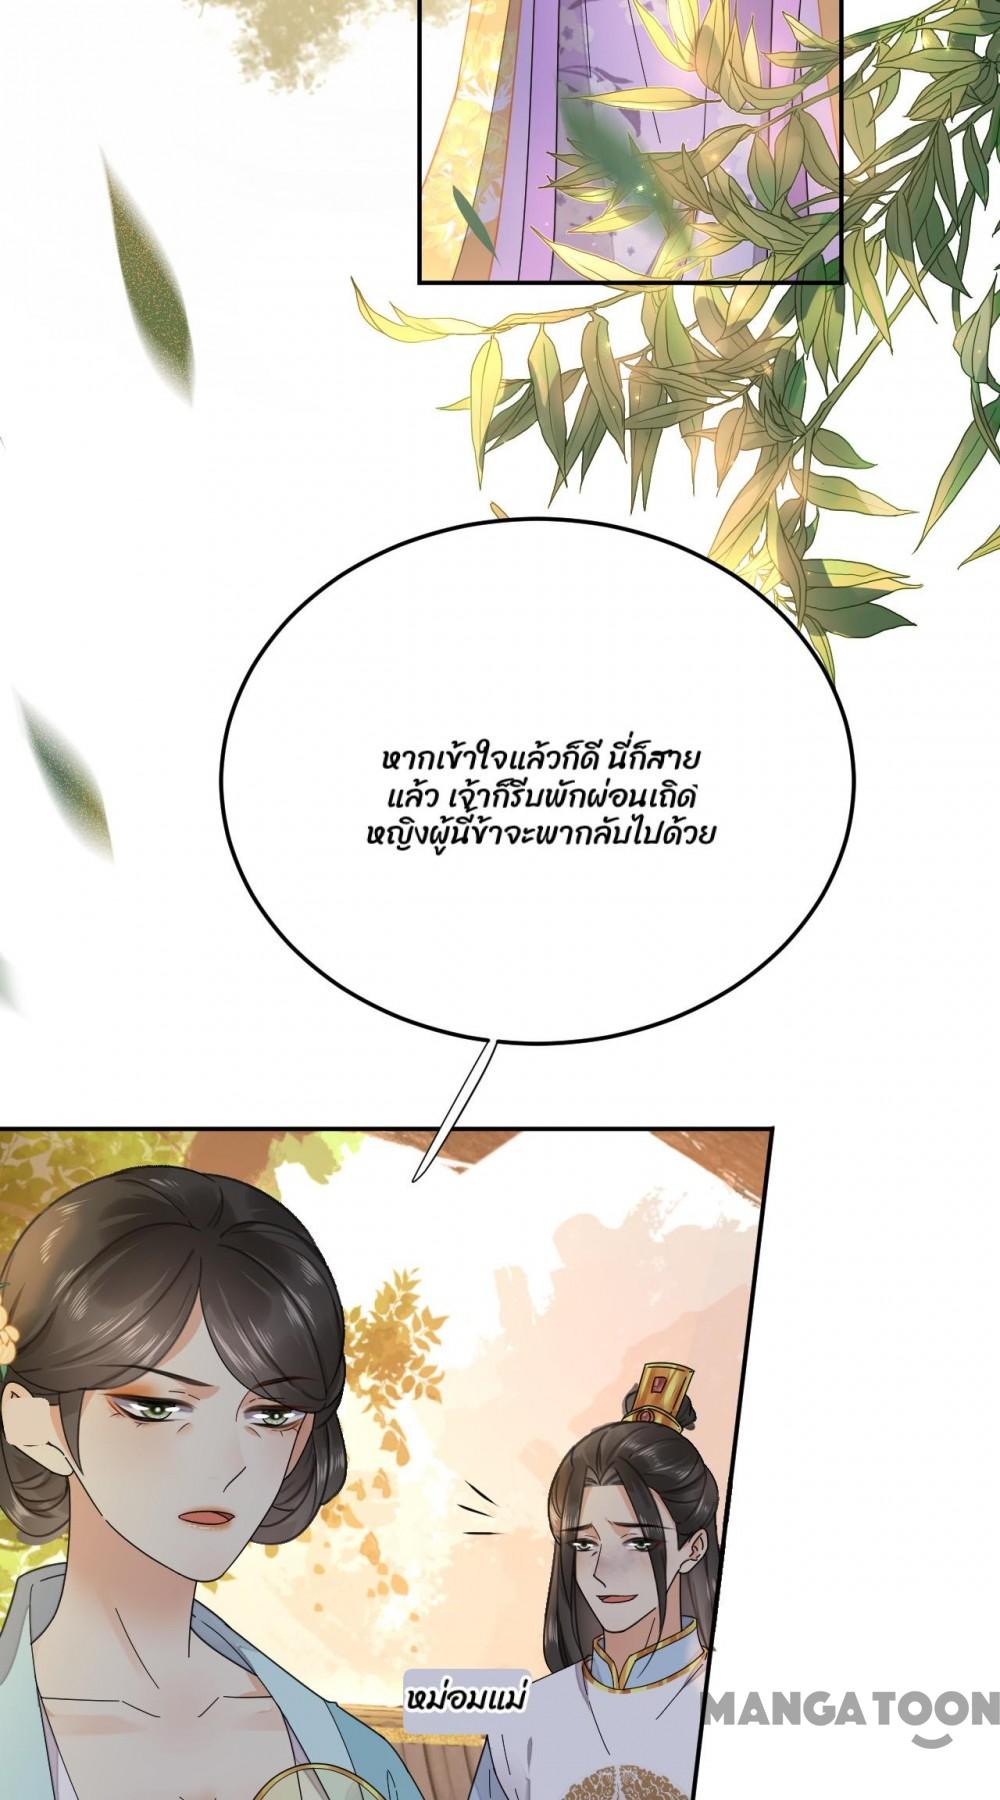 หากเข้าใจแล้วก็ดี นี่ก็สาย
แล้ว เจ้าก็รีบพักผ่อนเถิด
หญิงผู้นี้ข้าจะพากลับไปด้วย
หม่อมแม่
MANGATOON